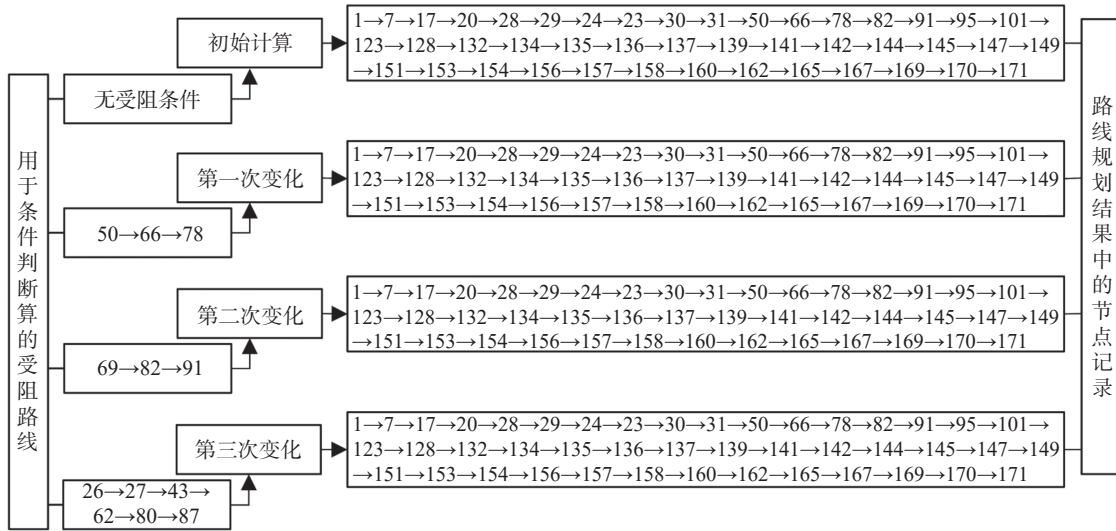 用于条件判断算的受阻路线
初始计算
无受阻条件
1→7→17→20→28→29→24→23→30→31→50→66→78→82→91→95→101→
123→128→132→134→135→136→137→139→141→142→144→145→147→149
→151→153→154→156→157→158→160→162→165→167→169→170→171
第一次变化
50→66→78
1→7→17→20→28→29→24→23→30→31→50→66→78→82→91→95→101→
123→128→132→134→135→136→137→139→141→142→144→145→147→149
→151→153→154→156→157→158→160→162→165→167→169→170→171
第二次变化
69→82→91
1→7→17→20→28→29→24→23→30→31→50→66→78→82→91→95→101→
123→128→132→134→135→136→137→139→141→142→144→145→147→149
→151→153→154→156→157→158→160→162→165→167→169→170→171
第三次变化
26→27→43→
62→80→87
1→7→17→20→28→29→24→23→30→31→50→66→78→82→91→95→101→
123→128→132→134→135→136→137→139→141→142→144→145→147→149
→151→153→154→156→157→158→160→162→165→167→169→170→171
路线规划结果中的节点记录